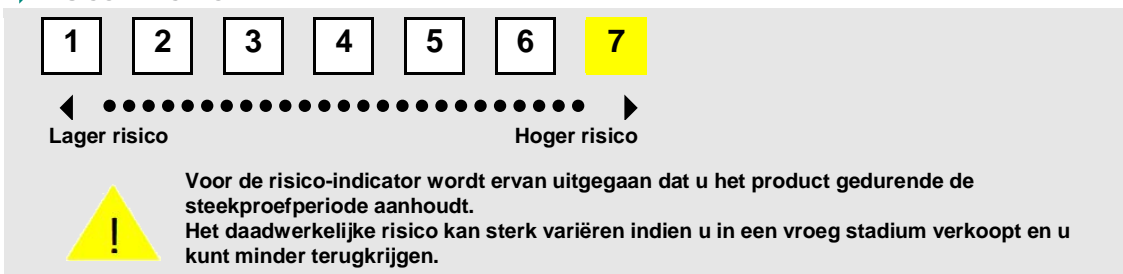 1 2 3 4 5 6 7
Lager risico Hoger risico
!
Voor de risico-indicator wordt ervan uitgegaan dat u het product gedurende de
steekproefperiode aanhoudt.
Het daadwerkelijke risico kan sterk variëren indien u in een vroeg stadium verkoopt en u
kunt minder terugkrijgen.